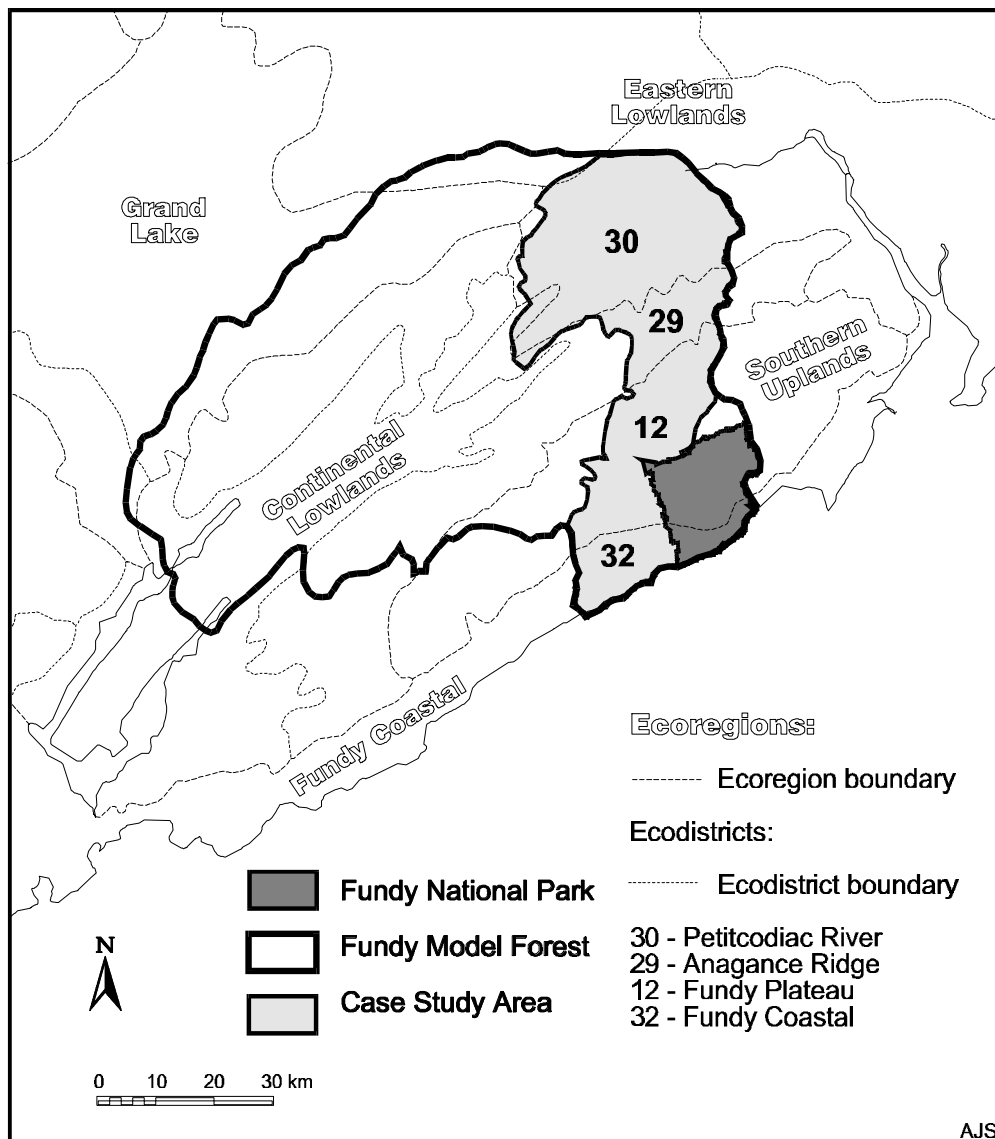 Eastern
Lowlands
Grand
Lake
30
29
Southern
Uplands
12
Continental
Lowlands
32
Fundy Coastal
Ecoregions:
Ecoregion boundary
Ecodistricts:
Ecodistrict boundary
30 - Petitcodiac River
29 - Anagance Ridge
12 - Fundy Plateau
32 - Fundy Coastal
Fundy National Park
Fundy Model Forest
Case Study Area
N
0 10 20 30 km
AJS